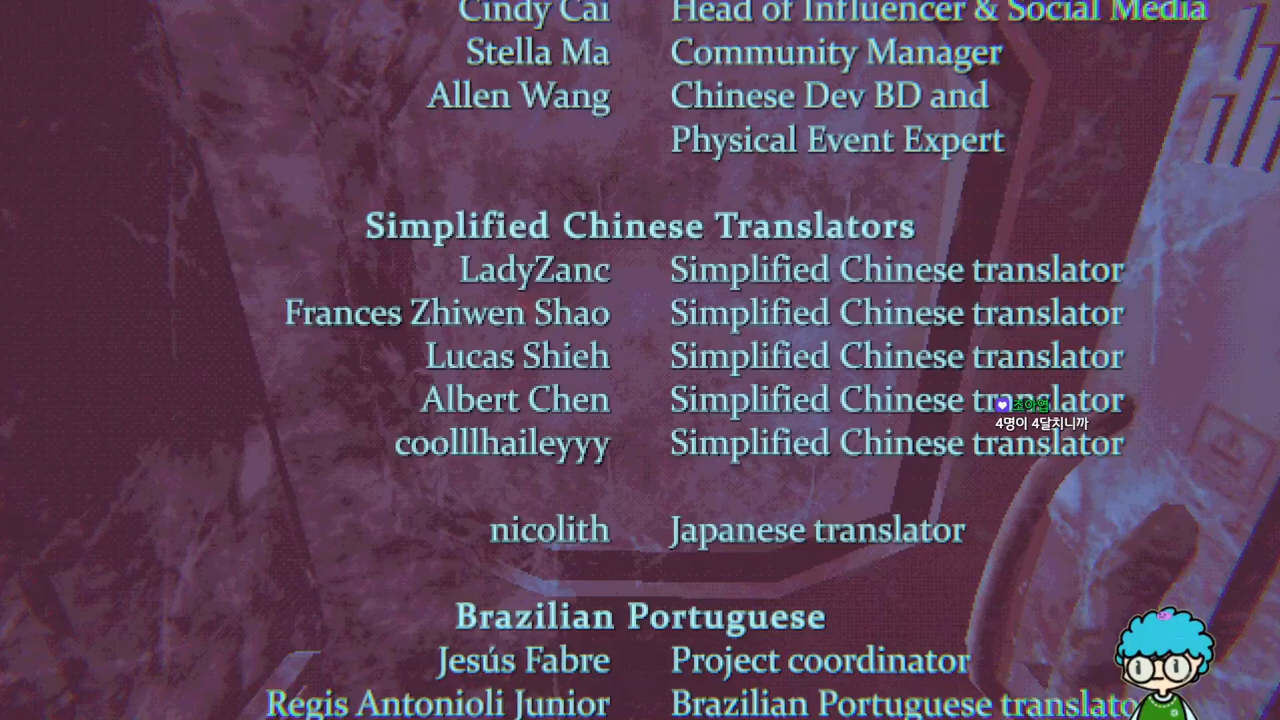 Cindy Cai Head of Influencer & Social Media
Stella Ma Community Manager
Allen Wang Chinese Dev BD and
Physical Event Expert
Simplified Chinese Translators
LadyZanc Simplified Chinese translator
Frances Zhiwen Shao Simplified Chinese translator
Lucas Shieh Simplified Chinese translator
Albert Chen Simplified Chinese translator
죠아엽
4명이 4달치니까
coolllhaileyyy Simplified Chinese translator
nicolith Japanese translator
Brazilian Portuguese
Jesús Fabre Project coordinator
Regis Antonioli Junior Brazilian Portuguese translato